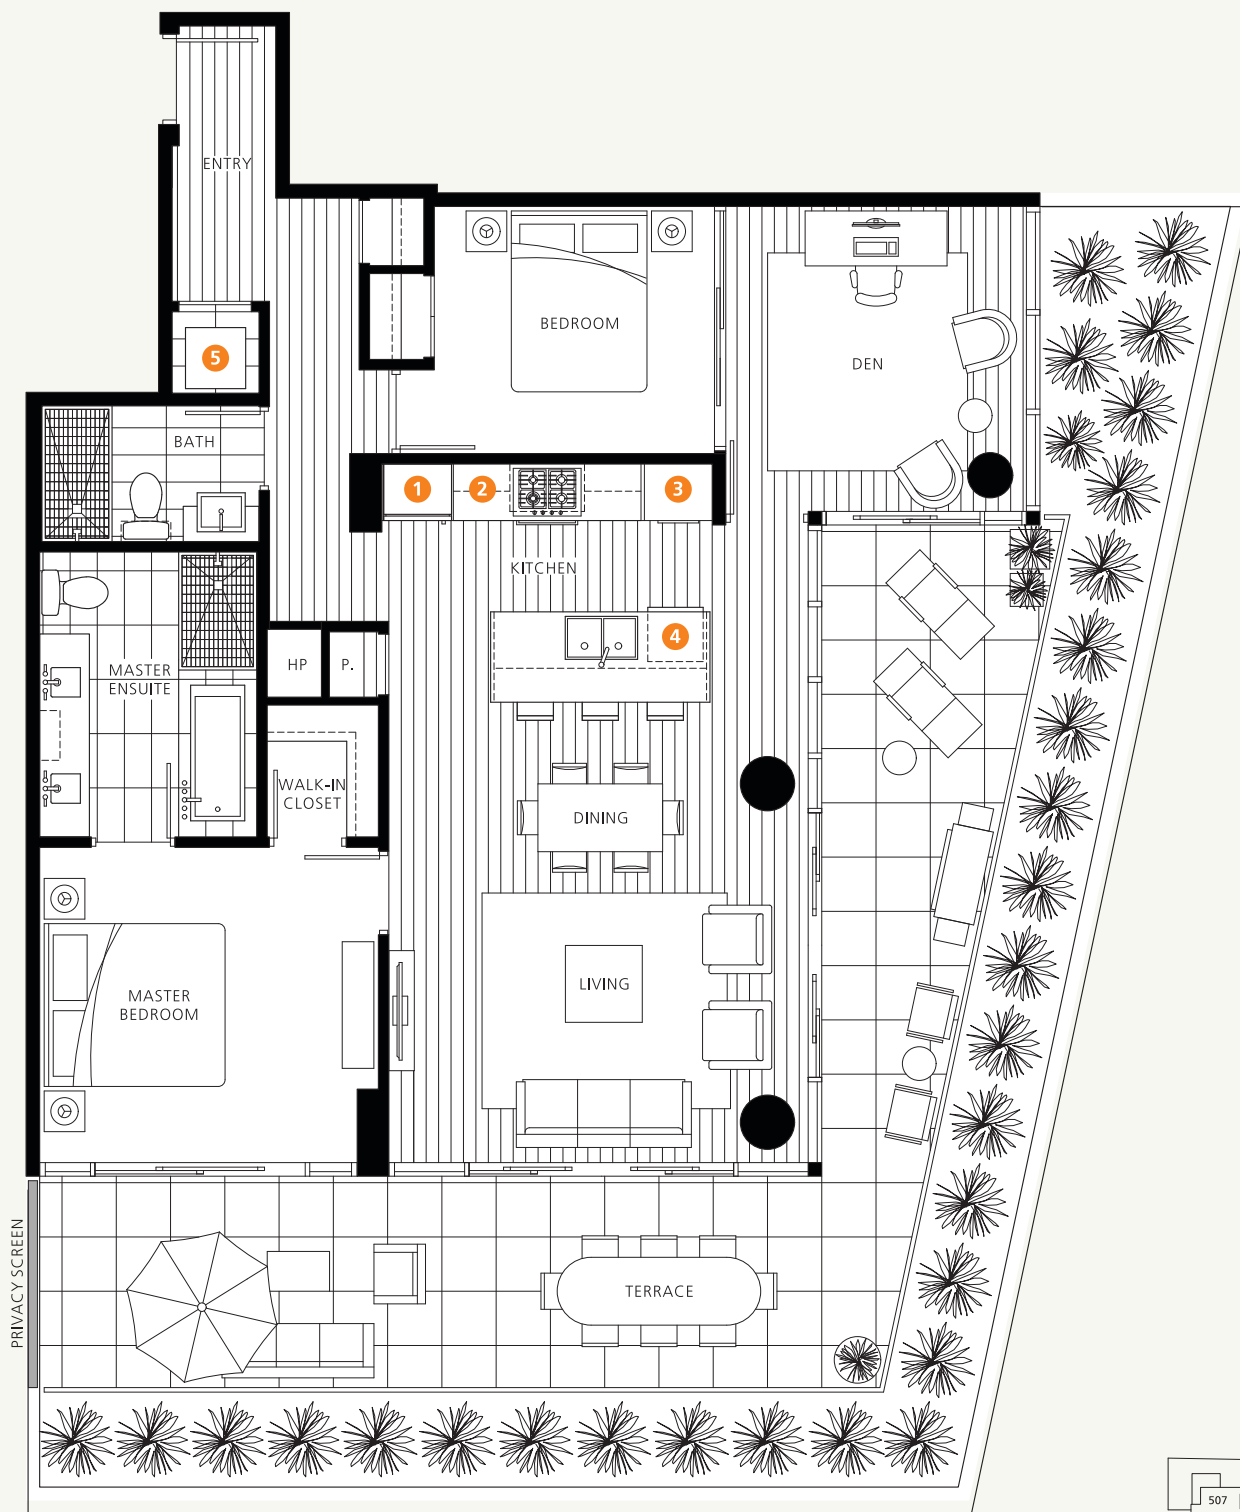 ENTRY
5
BEDROOM
DEN
BATH
1
2
3
KITCHEN
4
HP
P.
MASTER
ENSUITE
WALK-IN
CLOSET
DINING
LIVING
MASTER
BEDROOM
PRIVACY SCREEN
TERRACE
507